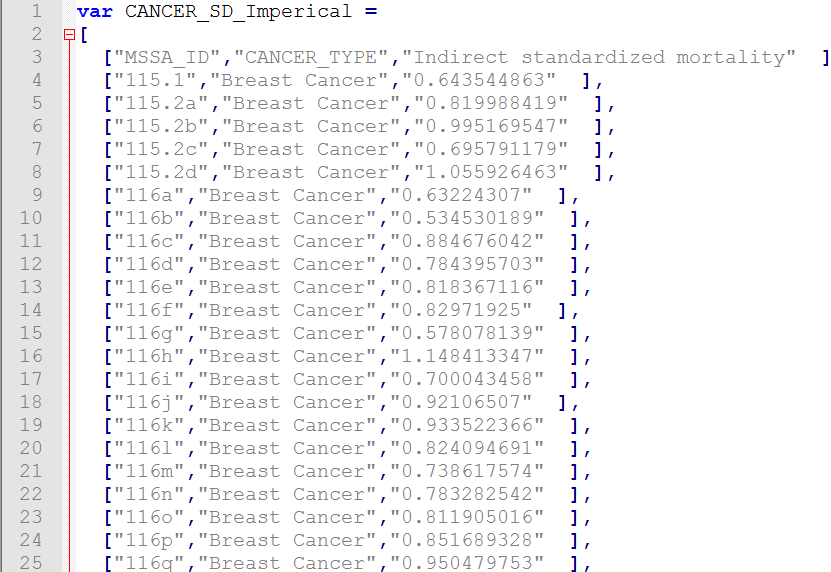 1 var CANCER_SD_Imperical =
2 [
3 ["MSSA_ID","CANCER_TYPE","Indirect standardized mortality"  ]
4 ["115.1","Breast Cancer","0.643544863"  ],
5 ["115.2a","Breast Cancer","0.819988419"  ],
6 ["115.2b","Breast Cancer","0.995169547"  ],
7 ["115.2c","Breast Cancer","0.695791179"  ],
8 ["115.2d","Breast Cancer","1.055926463"  ],
9 ["116a","Breast Cancer","0.63224307"  ],
10 ["116b","Breast Cancer","0.534530189"  ],
11 ["116c","Breast Cancer","0.884676042"  ],
12 ["116d","Breast Cancer","0.784395703"  ],
13 ["116e","Breast Cancer","0.818367116"  ],
14 ["116f","Breast Cancer","0.82971925"  ],
15 ["116g","Breast Cancer","0.578078139"  ],
16 ["116h","Breast Cancer","1.148413347"  ],
17 ["116i","Breast Cancer","0.700043458"  ],
18 ["116j","Breast Cancer","0.92106507"  ],
19 ["116k","Breast Cancer","0.933522366"  ],
20 ["116l","Breast Cancer","0.824094691"  ],
21 ["116m","Breast Cancer","0.738617574"  ],
22 ["116n","Breast Cancer","0.783282542"  ],
23 ["116o","Breast Cancer","0.811905016"  ],
24 ["116p","Breast Cancer","0.851689328"  ],
25 ["116q","Breast Cancer","0.950479753"  ],